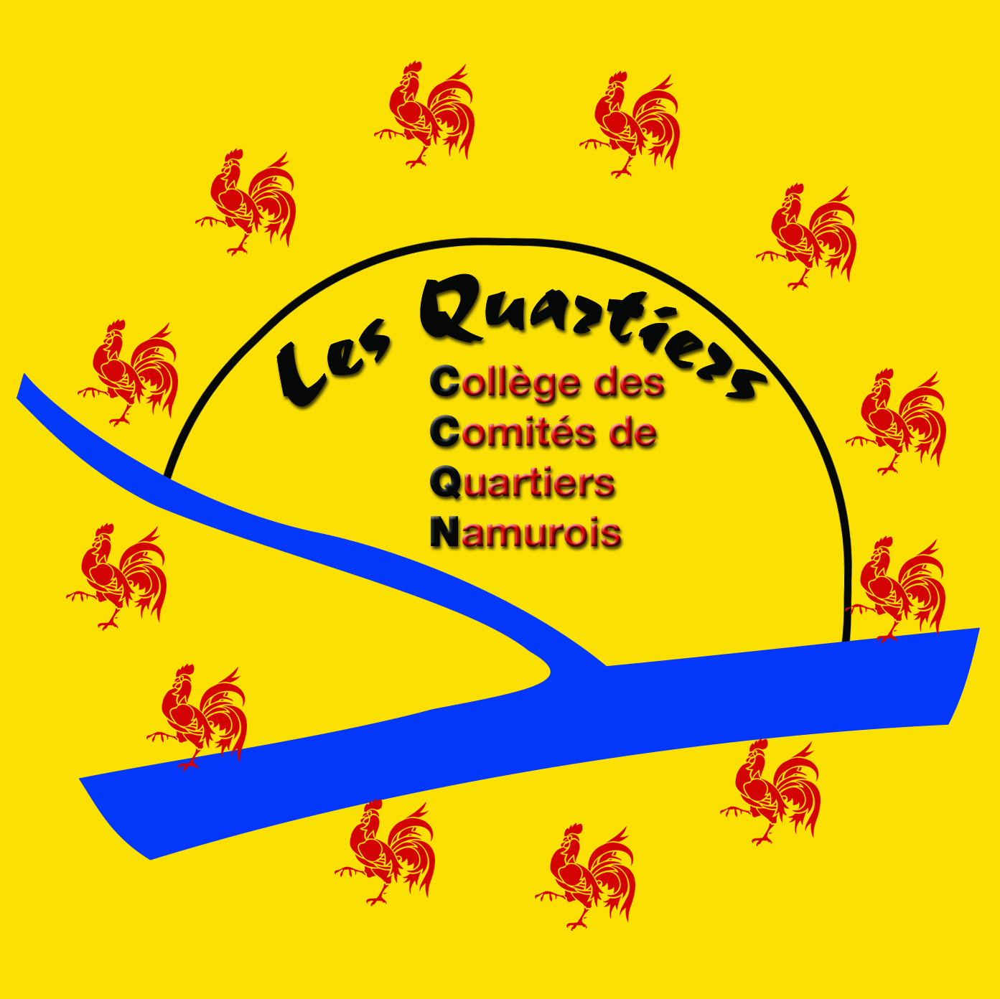 Les Quartiers
Collège des
Comités de
Quartiers
Namurois